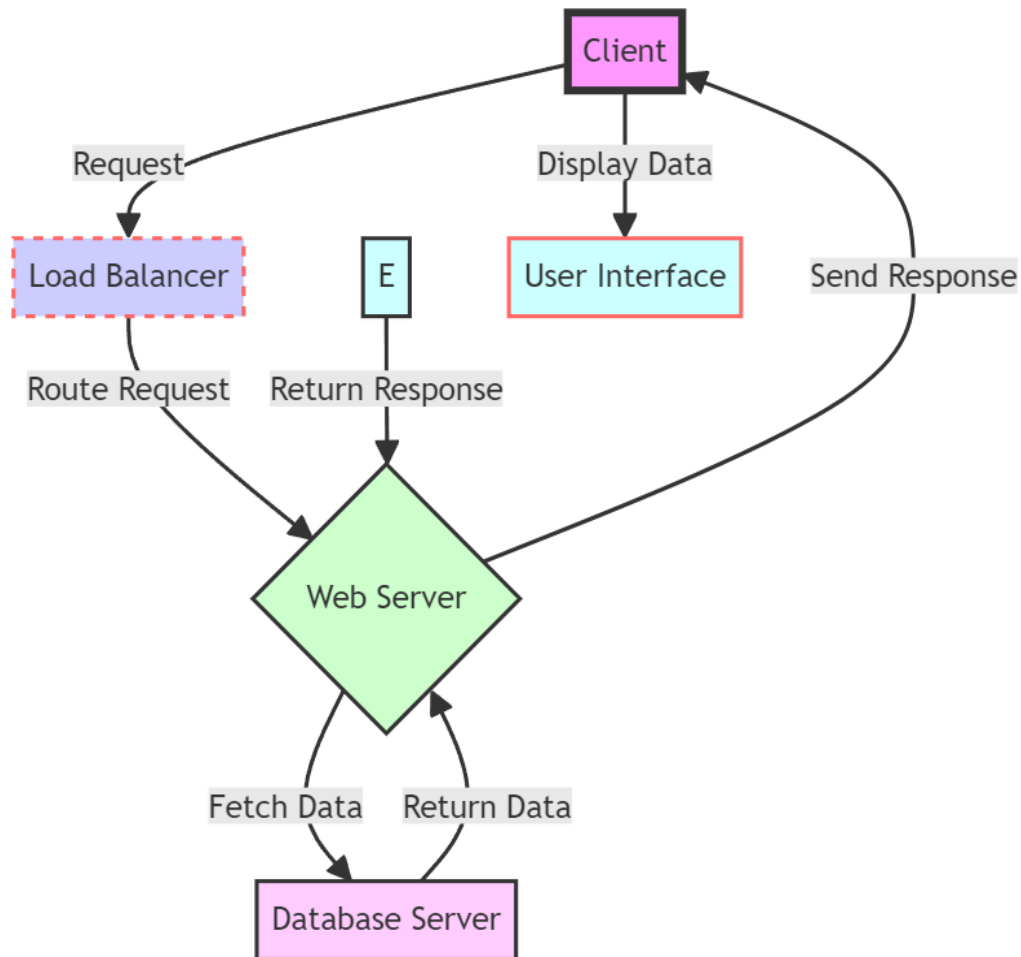 Client
Request
Display Data
Load Balancer
E
User Interface
Send Response
Route Request
Return Response
Web Server
Fetch Data
Return Data
Database Server